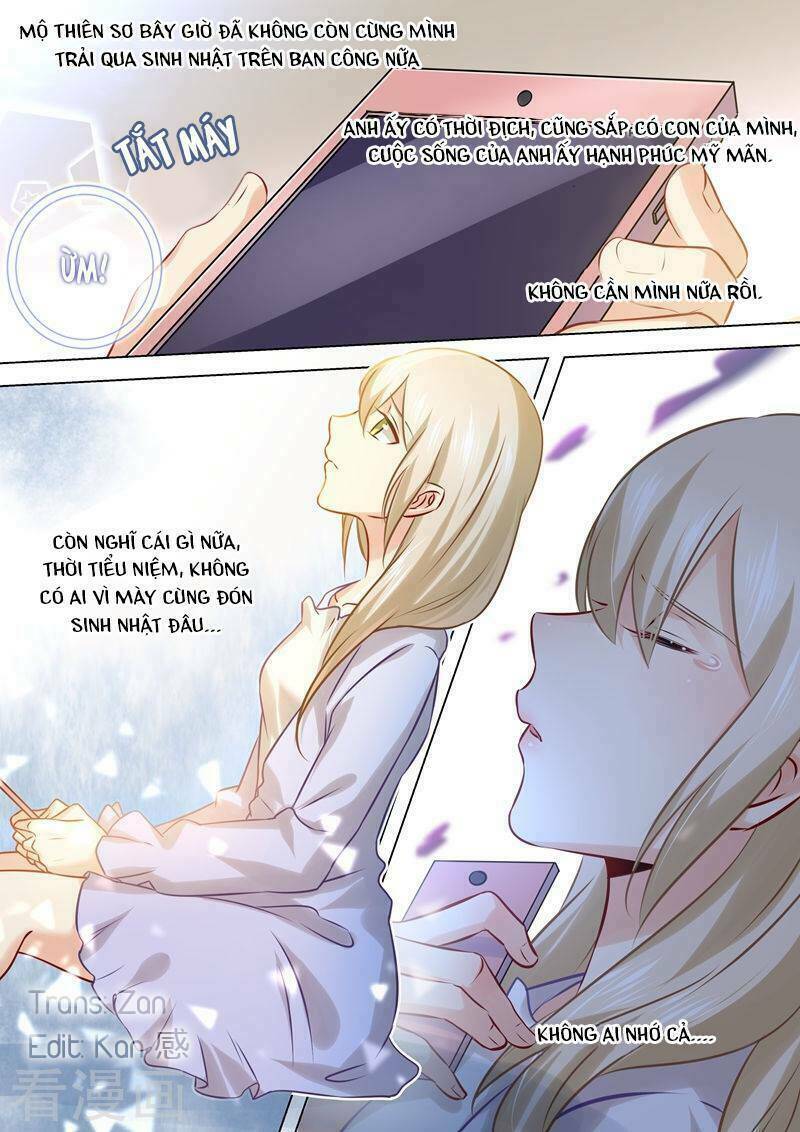 MỘ THIÊN SƠ BÂY GIỜ ĐÃ KHÔNG CÒN CÙNG MÌNH
TRẢI QUA SINH NHẬT TRÊN BAN CÔNG NỮA
TẮT MÁY
ANH ẤY CÓ THỜI ĐỊCH, CŨNG SẮP CÓ CON CỦA MÌNH,
CUỘC SỐNG CỦA ANH ẤY HẠNH PHÚC MỸ MÃN.
ỪM!
KHÔNG CẦN MÌNH NỮA RỒI.
CÒN NGHĨ CÁI GÌ NỮA,
THỜI TIỂU NIỆM, KHÔNG
CÓ AI VÌ MÀY CÙNG ĐÓN
SINH NHẬT ĐÂU...
KHÔNG AI NHỚ CẢ....
Trans: Zan
Edit: Kan 感
看漫画